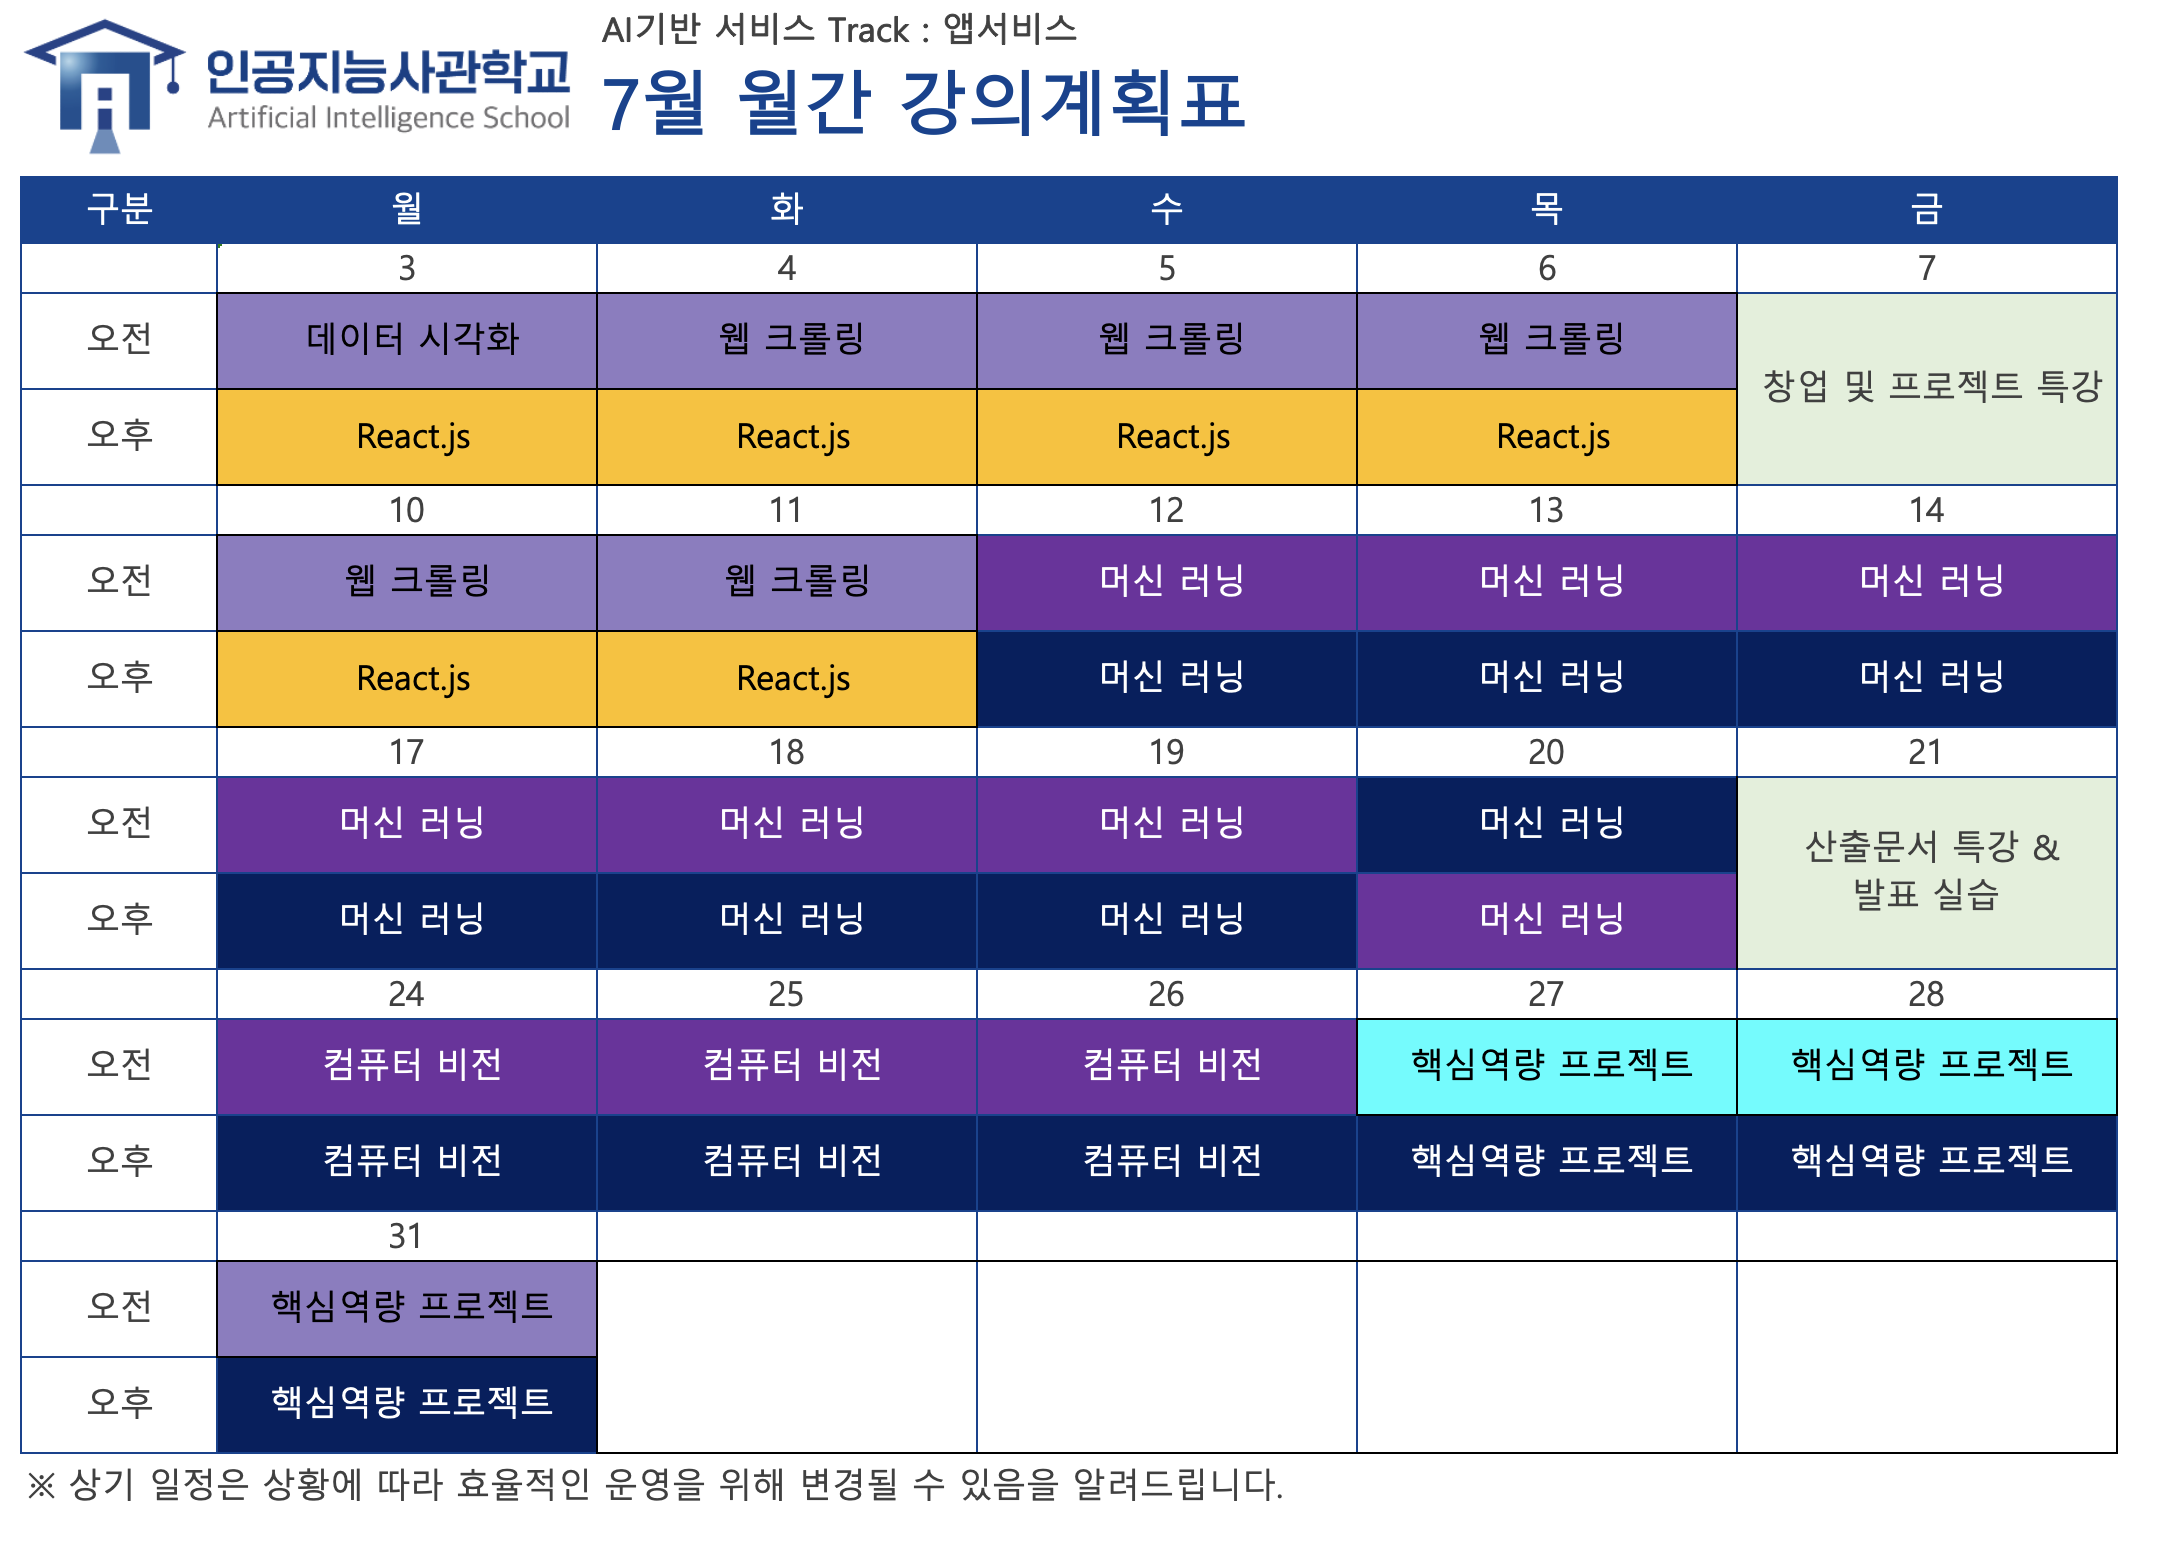 인공지능사관학교
Artificial Intelligence School
AI기반 서비스 Track : 앱서비스
7월 월간 강의계획표
구분 월 화 수 목 금
3 4 5 6 7
오전 데이터 시각화 웹 크롤링 웹 크롤링 웹 크롤링 창업 및 프로젝트 특강
오후 React.js React.js React.js React.js
10 11 12 13 14
오전 웹 크롤링 웹 크롤링 머신 러닝 머신 러닝 머신 러닝
오후 React.js React.js 머신 러닝 머신 러닝 머신 러닝
17 18 19 20 21
오전 머신 러닝 머신 러닝 머신 러닝 머신 러닝 산출문서 특강 &
발표 실습
오후 머신 러닝 머신 러닝 머신 러닝 머신 러닝
24 25 26 27 28
오전 컴퓨터 비전 컴퓨터 비전 컴퓨터 비전 핵심역량 프로젝트 핵심역량 프로젝트
오후 컴퓨터 비전 컴퓨터 비전 컴퓨터 비전 핵심역량 프로젝트 핵심역량 프로젝트
31
오전 핵심역량 프로젝트
오후 핵심역량 프로젝트
※ 상기 일정은 상황에 따라 효율적인 운영을 위해 변경될 수 있음을 알려드립니다.